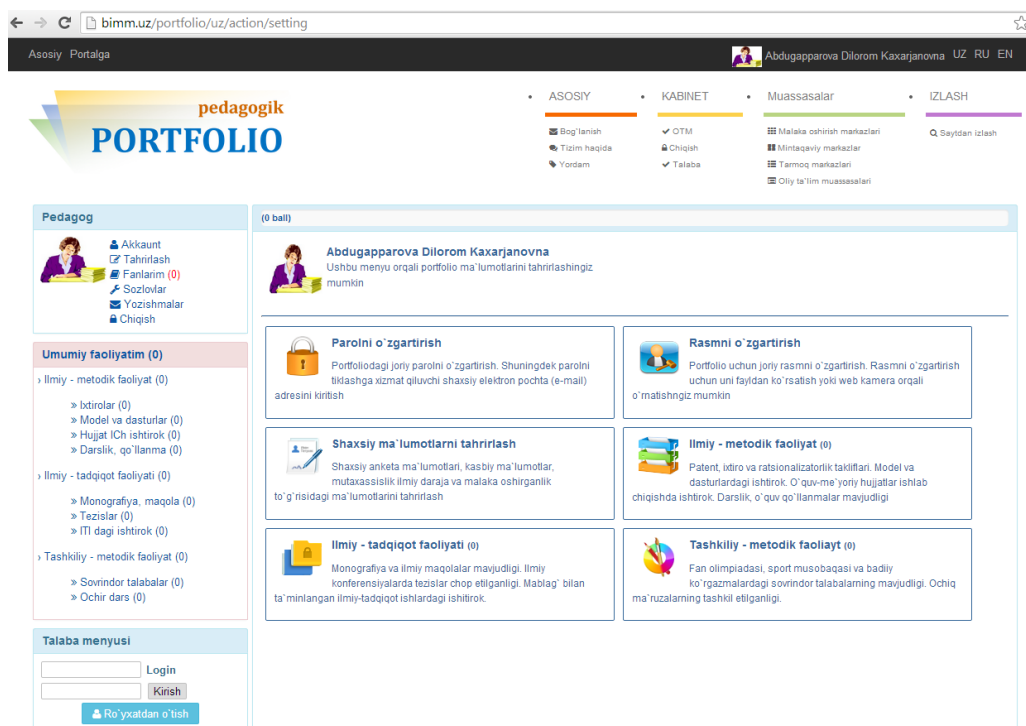 bimm.uz/portfolio/uz/action/setting
Asosiy Portalga
Abdugapparova Dilorom Kaxarjanovna UZ RU EN
pedagogik
PORTFOLIO
• ASOSIY
Bog'lanish
Tizim haqida
Yordam
• KABINET
OTM
Chiqish
Talaba
• Muassasalar
Malaka oshirish markazlari
Mintaqaviy markazlar
Tarmoq markazlari
Oliy ta'lim muassasalari
• IZLASH
Saytdan izlash
Pedagog
Akkaunt
Tahrirlash
Fanlarim (0)
Sozlovlar
Yozishmalar
Chiqish
Umumiy faoliyatim (0)
› Ilmiy - metodik faoliyat (0)
» Ixtirolar (0)
» Model va dasturlar (0)
» Hujjat ICh ishtirok (0)
» Darslik, qo`llanma (0)
› Ilmiy - tadqiqot faoliyati (0)
» Monografiya, maqola (0)
» Tezislar (0)
» ITI dagi ishtirok (0)
› Tashkiliy - metodik faoliyat (0)
» Sovrindor talabalar (0)
» Ochir dars (0)
Talaba menyusi
Login
Kirish
Ro`yxatdan o`tish
(0 ball)
Abdugapparova Dilorom Kaxarjanovna
Ushbu menyu orqali portfolio ma`lumotlarini tahrirlashingiz
mumkin
Parolni o`zgartirish
Portfoliodagi joriy parolni o`zgartirish. Shuningdek parolni
tiklashga xizmat qiluvchi shaxsiy elektron pochta (e-mail)
adresini kiritish
Rasmni o`zgartirish
Portfolio uchun joriy rasmni o`zgartirish. Rasmni o`zgartirish
uchun uni fayldan ko`rsatish yoki web kamera orqali
o`rnatishngiz mumkin
Shaxsiy ma`lumotlarni tahrirlash
Shaxsiy anketa ma`lumotlari, kasbiy ma`lumotlar,
mutaxassislik ilmiy daraja va malaka oshirganlik
to`g`risidagi ma`lumotlarini tahrirlash
Ilmiy - metodik faoliyat (0)
Patent, ixtiro va ratsionalizatorlik takliflari. Model va
dasturlardagi ishtirok. O`quv-me`yoriy hujjatlar ishlab
chiqishda ishtirok. Darslik, o`quv qo`llanmalar mavjudligi
Ilmiy - tadqiqot faoliyati (0)
Monografiya va ilmiy maqolalar mavjudligi. Ilmiy
konferensiyalarda tezislar chop etilganligi. Mablag` bilan
ta`minlangan ilmiy-tadqiqot ishlardagi ishitirok.
Tashkiliy - metodik faoliayt (0)
Fan olimpiadasi, sport musobaqasi va badiiy
ko`rgazmalardagi sovrindor talabalarning mavjudligi. Ochiq
ma`ruzalarning tashkil etilganligi.